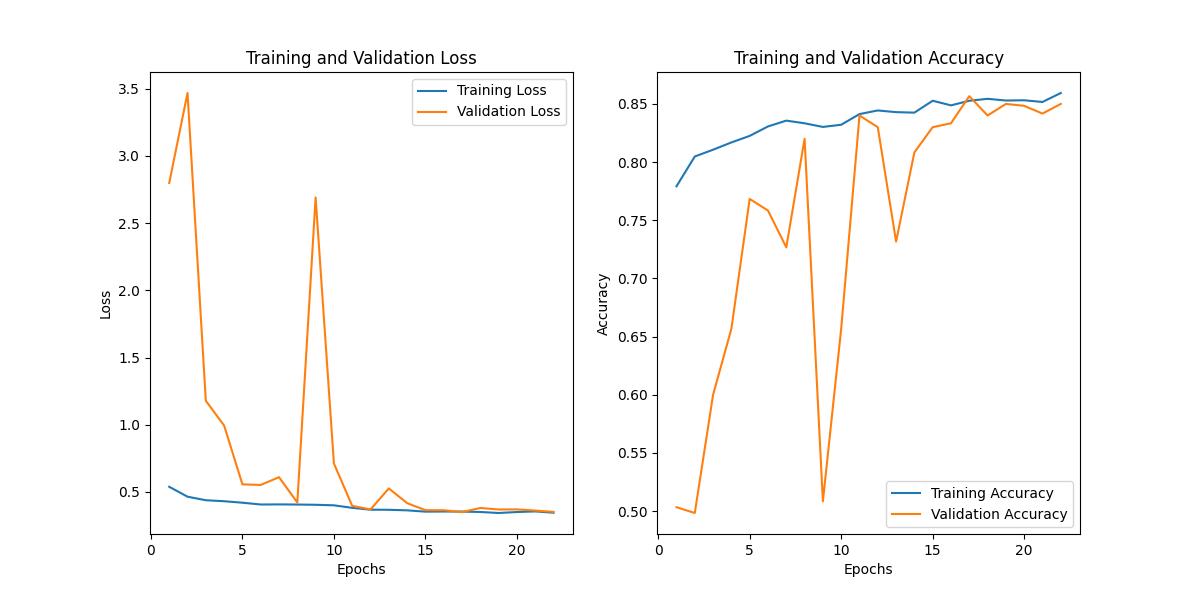 Training and Validation Loss
Training Loss
Validation Loss
3.5
3.0
2.5
2.0
1.5
1.0
0.5
Loss
0 5 10 15 20
Epochs
Training and Validation Accuracy
0.85
0.80
0.75
0.70
0.65
0.60
0.55
0.50
Accuracy
Training Accuracy
Validation Accuracy
0 5 10 15 20
Epochs